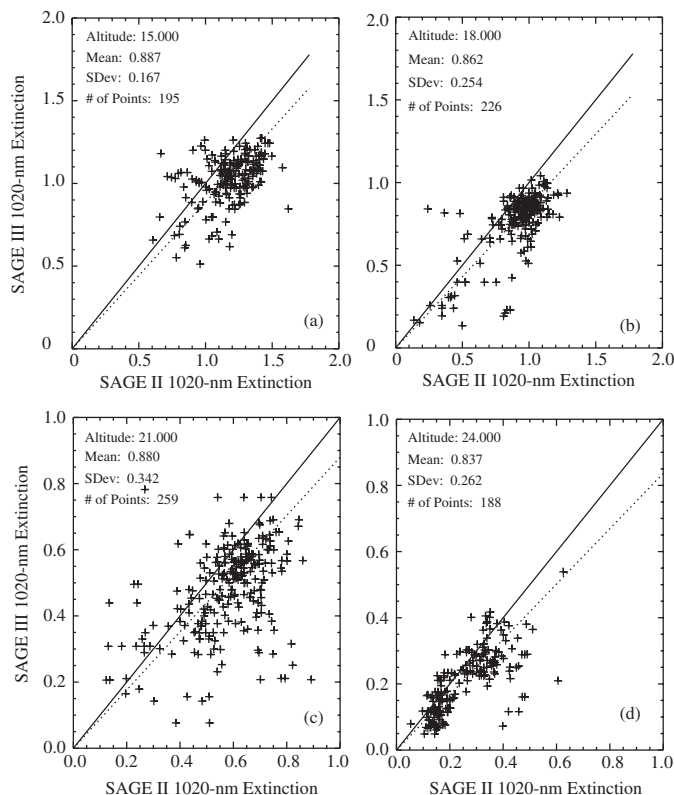 2.0
Altitude: 15.000
Mean: 0.887
SDev: 0.167
# of Points: 195
1.5
1.0
0.5
0
(a)
0
0.5
1.0
1.5
2.0
SAGE III 1020-nm Extinction
SAGE II 1020-nm Extinction
2.0
Altitude: 18.000
Mean: 0.862
SDev: 0.254
# of Points: 226
1.5
1.0
0.5
0
(b)
0
0.5
1.0
1.5
2.0
SAGE II 1020-nm Extinction
1.0
Altitude: 21.000
Mean: 0.880
SDev: 0.342
# of Points: 259
0.8
0.6
0.4
0.2
0.0
(c)
0.0
0.2
0.4
0.6
0.8
1.0
SAGE III 1020-nm Extinction
SAGE II 1020-nm Extinction
1.0
Altitude: 24.000
Mean: 0.837
SDev: 0.262
# of Points: 188
0.8
0.6
0.4
0.2
0.0
(d)
0.0
0.2
0.4
0.6
0.8
1.0
SAGE III 1020-nm Extinction
SAGE II 1020-nm Extinction